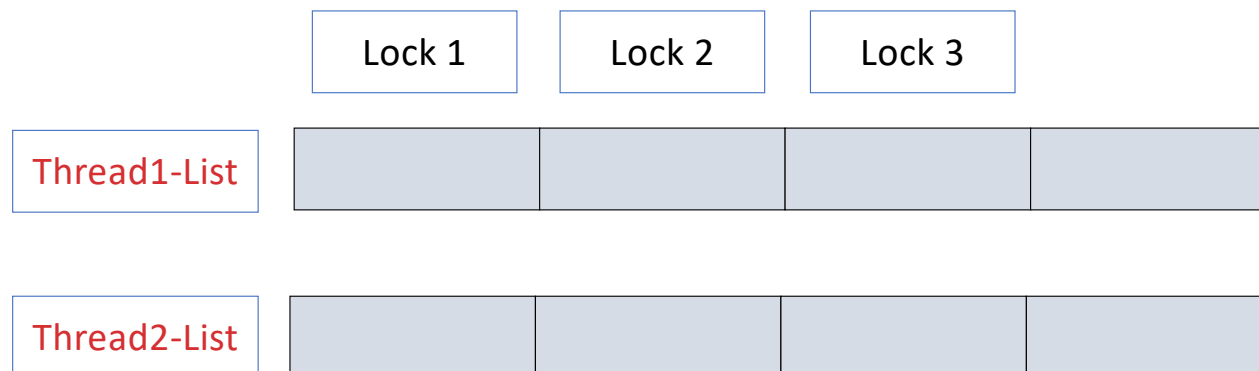 Lock 1
Lock 2
Lock 3
Thread1-List
Thread2-List